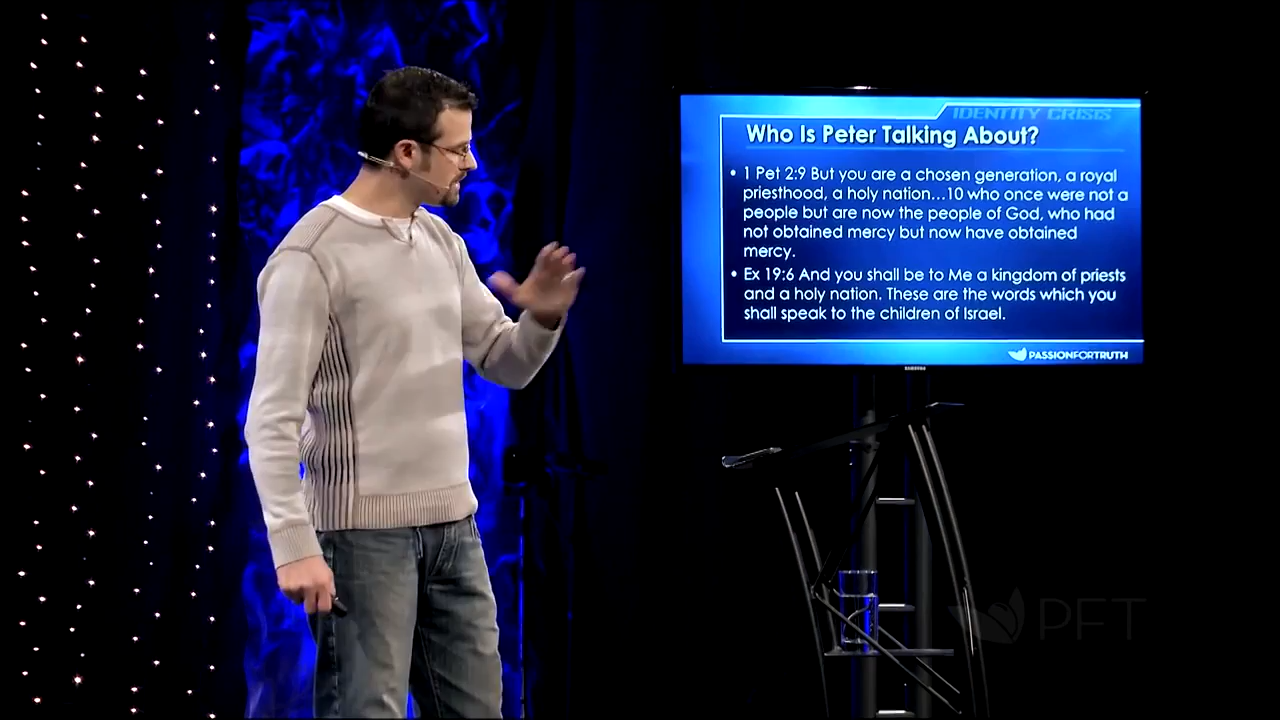 IDENTITY CRISIS
Who Is Peter Talking About?
• 1 Pet 2:9 But you are a chosen generation, a royal
priesthood, a holy nation...10 who once were not a
people but are now the people of God, who had
not obtained mercy but now have obtained
mercy.
• Ex 19:6 And you shall be to Me a kingdom of priests
and a holy nation. These are the words which you
shall speak to the children of Israel.
PASSIONFORTRUTH
SAMSUNG
PFT